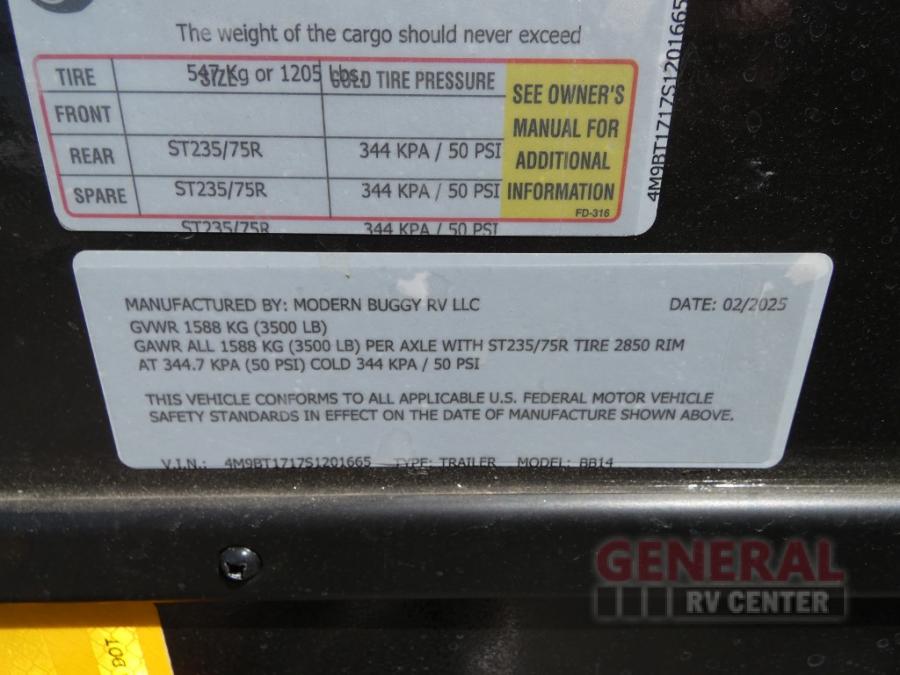 The weight of the cargo should never exceed
547 Kg or 1205 Lbs.
TIRE SIZE COLD TIRE PRESSURE
FRONT
REAR ST235/75R 344 KPA / 50 PSI
SPARE ST235/75R 344 KPA / 50 PSI
ST235/75R 344 KPA / 50 PSI
SEE OWNER'S
MANUAL FOR
ADDITIONAL
INFORMATION
FD-316
4M9BT1717S1201665
MANUFACTURED BY: MODERN BUGGY RV LLC DATE: 02/2025
GVWR 1588 KG (3500 LB)
GAWR ALL 1588 KG (3500 LB) PER AXLE WITH ST235/75R TIRE 2850 RIM
AT 344.7 KPA (50 PSI) COLD 344 KPA / 50 PSI
THIS VEHICLE CONFORMS TO ALL APPLICABLE U.S. FEDERAL MOTOR VEHICLE
SAFETY STANDARDS IN EFFECT ON THE DATE OF MANUFACTURE SHOWN ABOVE.
V.I.N.: 4M9BT1717S1201665 TYPE: TRAILER MODEL: BB14
GENERAL
RV CENTER
DOT